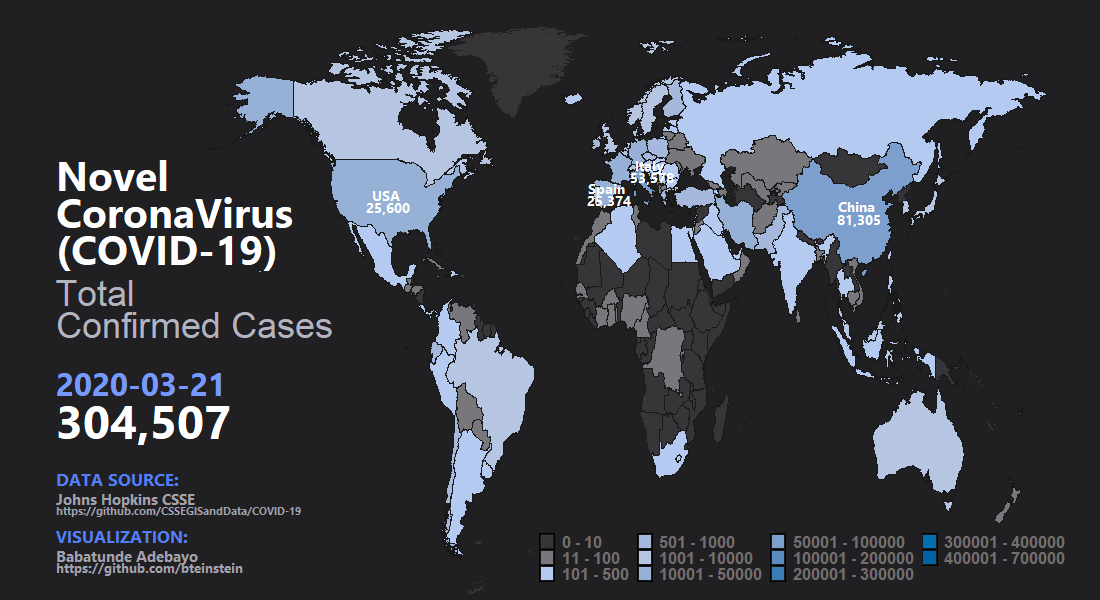 Novel
CoronaVirus
(COVID-19)
Total
Confirmed Cases
2020-03-21
304,507
DATA SOURCE:
Johns Hopkins CSSE
https://github.com/CSSEGISandData/COVID-19
VISUALIZATION:
Babatunde Adebayo
https://github.com/bteinstein
USA
25,600
Italy
53,578
Spain
25,374
China
81,305
0 - 10
11 - 100
101 - 500
501 - 1000
1001 - 10000
10001 - 50000
50001 - 100000
100001 - 200000
200001 - 300000
300001 - 400000
400001 - 700000